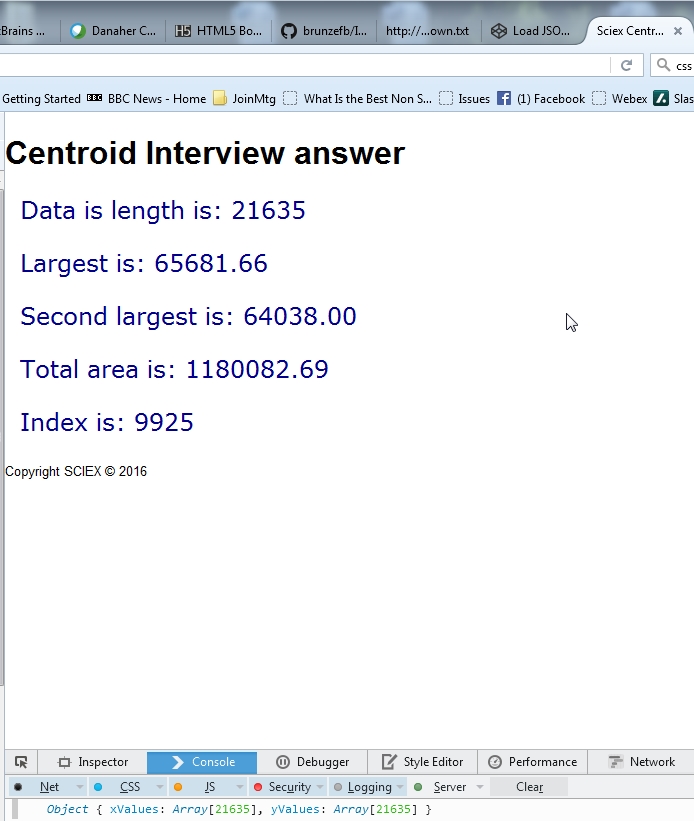 Brains ...
Danaher C...
HTML5 Bo...
brunzefb/I...
http://...own.txt
Load JSO...
Sciex Centr...
css
Getting Started
BBC
BBC News - Home
JoinMtg
What Is the Best Non S...
Issues
(1) Facebook
Webex
Slas
Centroid Interview answer
Data is length is: 21635
Largest is: 65681.66
Second largest is: 64038.00
Total area is: 1180082.69
Index is: 9925
Copyright SCIEX © 2016
Inspector
Console
Debugger
Style Editor
Performance
Network
Net
CSS
JS
Security
Logging
Server
Clear
Object { xValues: Array[21635], yValues: Array[21635] }